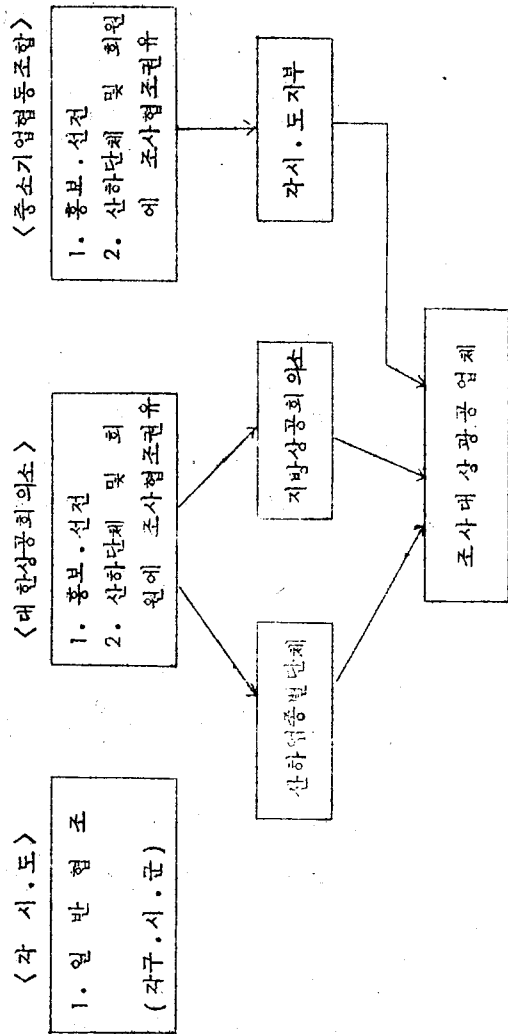 〈각 시.도〉
1. 일 반 협 조
(각구.시.군)
〈대한상공회의소〉
1. 홍보.선전
2. 산하단체 및 회
원에 조사협조권유
〈중소기업협동조합〉
1. 홍보.선전
2. 산하단체 및 회원
에 조사협조권유
산하업종별단체
지방상공회의소
각시.도지부
조사대상광공업체